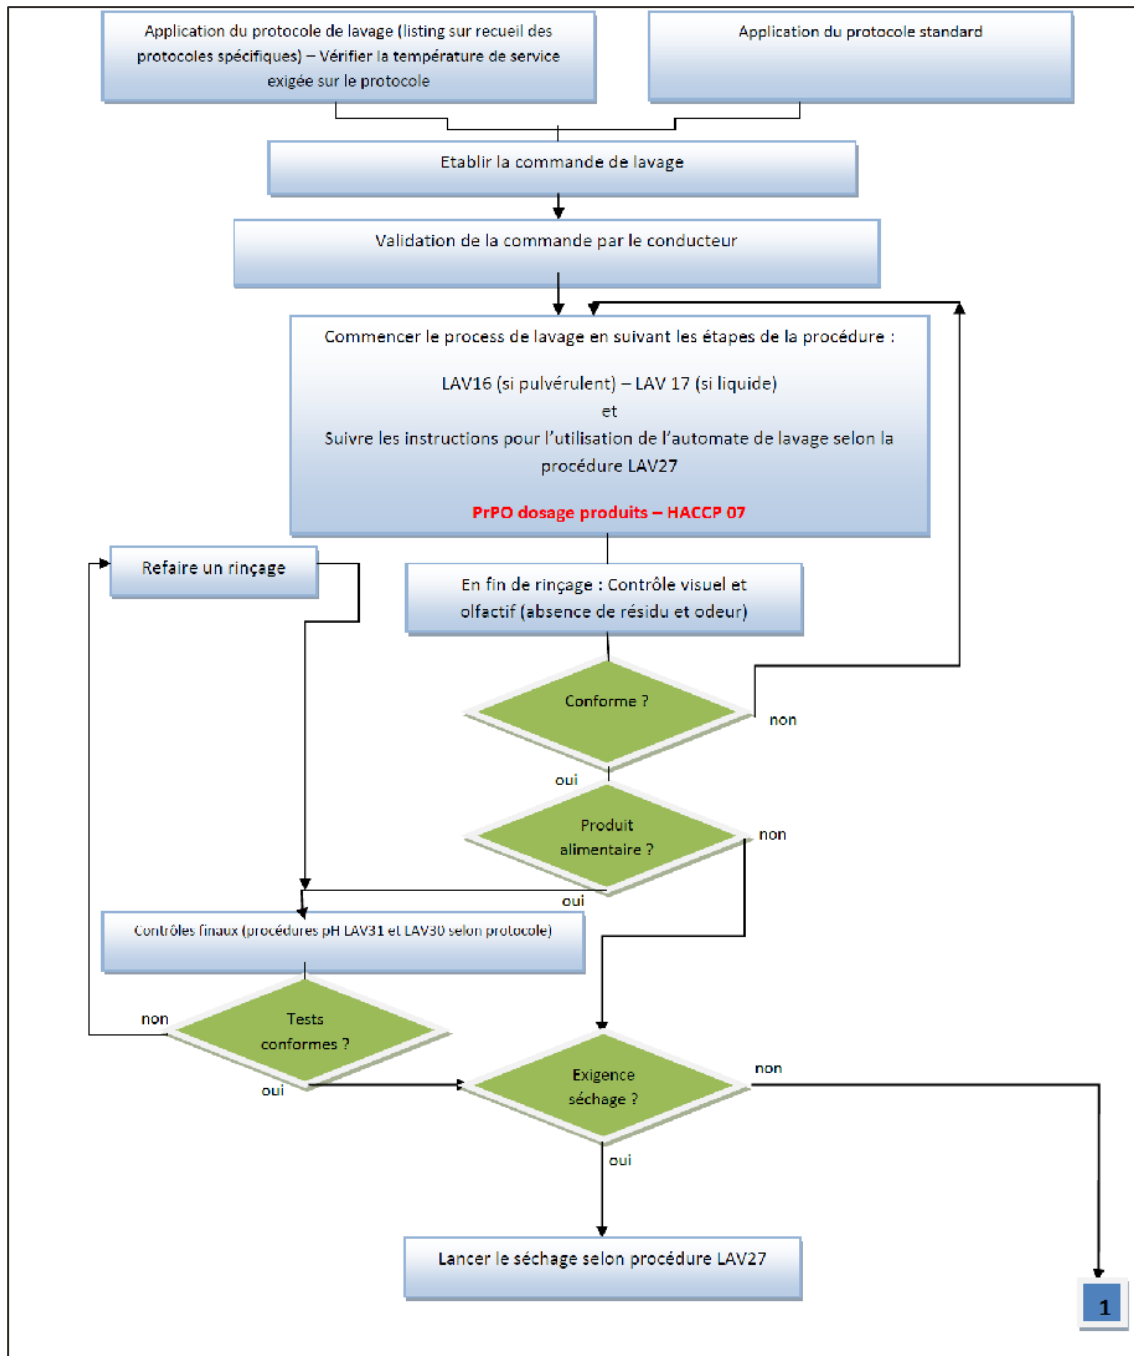 Application du protocole de lavage (listing sur recueil des
protocoles spécifiques) – Vérifier la température de service
exigée sur le protocole
Application du protocole standard
Etablir la commande de lavage
Validation de la commande par le conducteur
Commencer le process de lavage en suivant les étapes de la procédure :
LAV16 (si pulvérulent) – LAV 17 (si liquide)
et
Suivre les instructions pour l'utilisation de l'automate de lavage selon la
procédure LAV27
PrPO dosage produits – HACCP 07
Refaire un rinçage
En fin de rinçage : Contrôle visuel et
olfactif (absence de résidu et odeur)
Conforme ?
non
oui
Produit
alimentaire ?
non
oui
Contrôles finaux (procédures pH LAV31 et LAV30 selon protocole)
non
Tests
conformes ?
oui
Exigence
séchage ?
non
oui
Lancer le séchage selon procédure LAV27
1